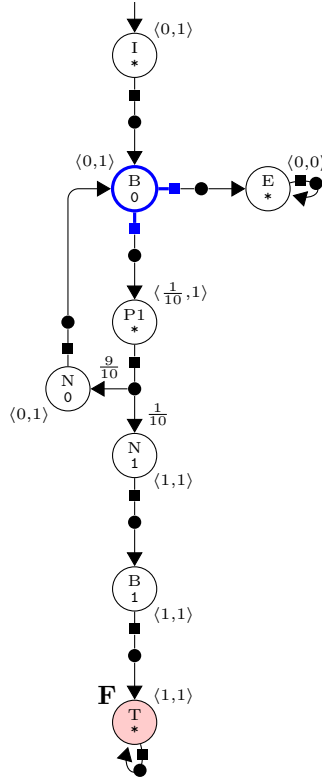 ⟨0,1⟩
I
*
⟨0,1⟩
B
0
E
*
⟨0,0⟩
P1
*
⟨1/10,1⟩
9/10
N
0
⟨0,1⟩
1/10
N
1
⟨1,1⟩
B
1
⟨1,1⟩
F
T
*
⟨1,1⟩